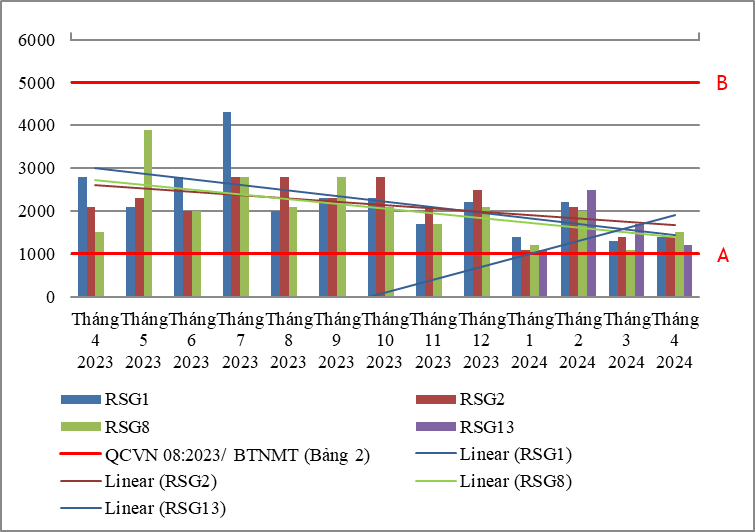 6000
5000
B
4000
3000
2000
1000
A
0
Tháng Tháng Tháng Tháng Tháng Tháng Tháng Tháng Tháng Tháng Tháng Tháng Tháng
4 5 6 7 8 9 10 11 12 1 2 3 4
2023 2023 2023 2023 2023 2023 2023 2023 2023 2024 2024 2024 2024
RSG1 RSG2
RSG8 RSG13
QCVN 08:2023/ BTNMT (Bảng 2) Linear (RSG1)
Linear (RSG2) Linear (RSG8)
Linear (RSG13)